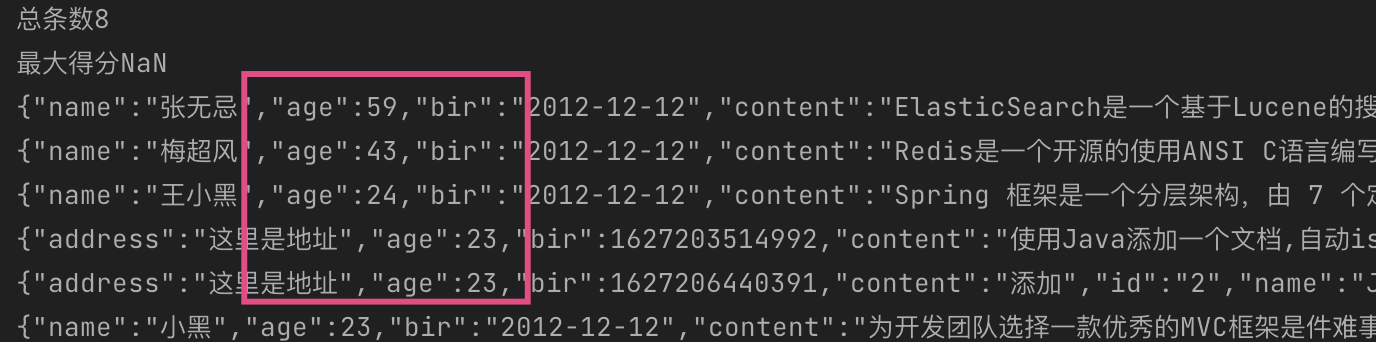 总条数8
最大得分NaN
{"name":"张无忌","age":59,"bir":"2012-12-12","content":"ElasticSearch是一个基于Lucene的搜
{"name":"梅超风","age":43,"bir":"2012-12-12","content":"Redis是一个开源的使用ANSI C语言编写
{"name":"王小黑","age":24,"bir":"2012-12-12","content":"Spring 框架是一个分层架构，由 7 个定
{"address":"这里是地址","age":23,"bir":1627203514992,"content":"使用Java添加一个文档,自动is
{"address":"这里是地址","age":23,"bir":1627206440391,"content":"添加","id":"2","name":"J
{"name":"小黑","age":23,"bir":"2012-12-12","content":"为开发团队选择一款优秀的MVC框架是件难事